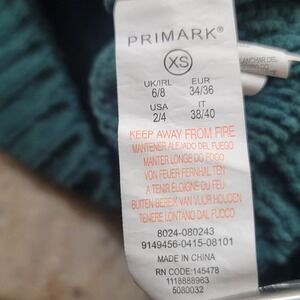 PRIMARK®
XS
UK/IRL EUR
6/8 34/36
USA IT
2/4 38/40
KEEP AWAY FROM FIRE
MANTENER ALEJADO DEL FUEGO
MANTER LONGE DO FOGO
VON FEUER FERNHALTEN
A TENIR ÉLOIGNÉ DU FEU
BUITEN BEREIK VAN VUUR HOUDEN
TENERE LONTANO DAL FUOCO
8024-080243
9149456-0415-08101
MADE IN CHINA
RN CODE:145478
1118888963
5080032